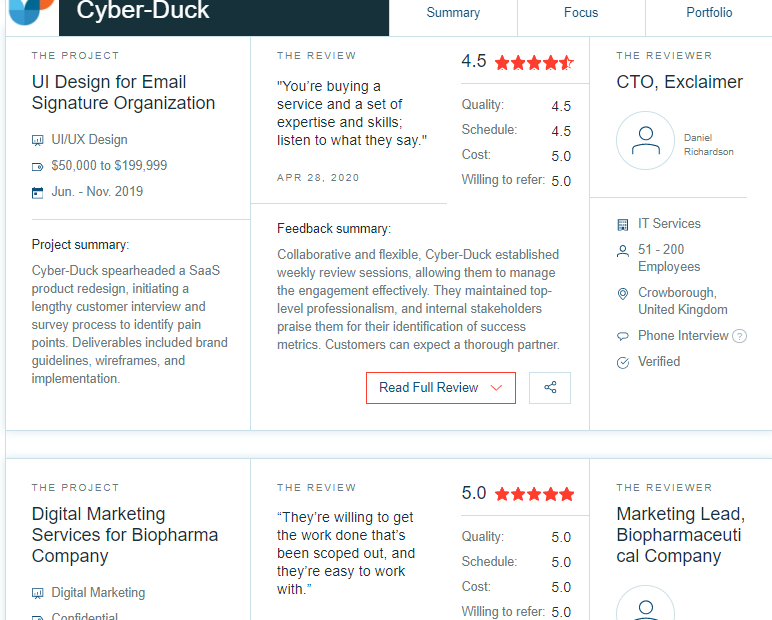 Cyber-Duck
Summary
Focus
Portfolio
THE PROJECT
UI Design for Email
Signature Organization
UI/UX Design
$50,000 to $199,999
Jun. - Nov. 2019
Project summary:
Cyber-Duck spearheaded a SaaS
product redesign, initiating a
lengthy customer interview and
survey process to identify pain
points. Deliverables included brand
guidelines, wireframes, and
implementation.
THE REVIEW
"You're buying a
service and a set of
expertise and skills;
listen to what they say."
APR 28, 2020
4.5
Quality: 4.5
Schedule: 4.5
Cost: 5.0
Willing to refer: 5.0
Feedback summary:
Collaborative and flexible, Cyber-Duck established
weekly review sessions, allowing them to manage
the engagement effectively. They maintained top-
level professionalism, and internal stakeholders
praise them for their identification of success
metrics. Customers can expect a thorough partner.
Read Full Review
THE REVIEWER
CTO, Exclaimer
Daniel
Richardson
IT Services
51 - 200
Employees
Crowborough,
United Kingdom
Phone Interview ?
Verified
THE PROJECT
Digital Marketing
Services for Biopharma
Company
Digital Marketing
Confidential
THE REVIEW
“They’re willing to get
the work done that’s
been scoped out, and
they’re easy to work
with.”
5.0
Quality: 5.0
Schedule: 5.0
Cost: 5.0
Willing to refer: 5.0
THE REVIEWER
Marketing Lead,
Biopharmaceuti
cal Company